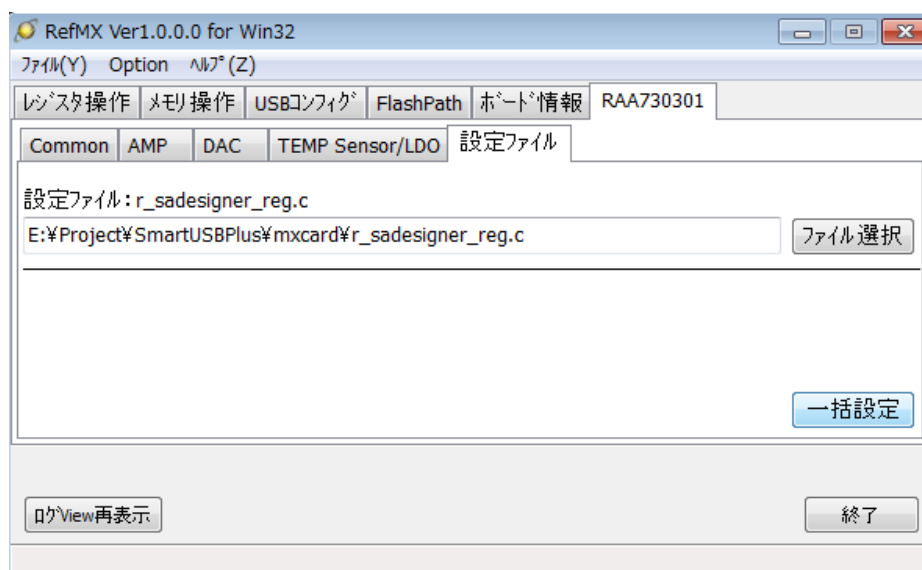 RefMX Ver1.0.0.0 for Win32
ﾌｧｲﾙ(Y) Option ﾍﾙﾌﾟ(Z)
ﾚｼﾞｽﾀ操作 ﾒﾓﾘ操作 USBｺﾝﾌｨｸﾞ FlashPath ﾎﾞｰﾄﾞ情報 RAA730301
Common AMP DAC TEMP Sensor/LDO 設定ﾌｧｲﾙ
設定ﾌｧｲﾙ:r_sadesigner_reg.c
E:¥Project¥SmartUSBPlus¥mxcard¥r_sadesigner_reg.c ﾌｧｲﾙ選択
一括設定
ﾛｸﾞView再表示 終了